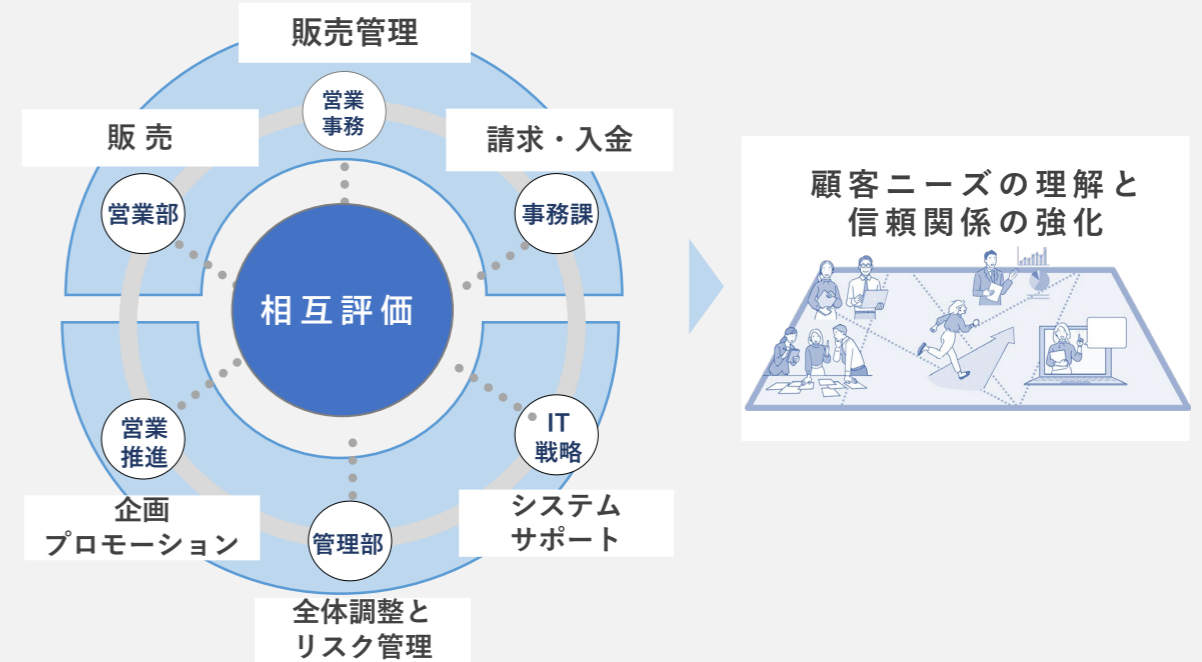 販売管理
営業
事務
販 売
請求・入金
営業部
事務課
相互評価
営業
推進
IT
戦略
企画
プロモーション
システム
サポート
管理部
全体調整と
リスク管理
顧客ニーズの理解と
信頼関係の強化